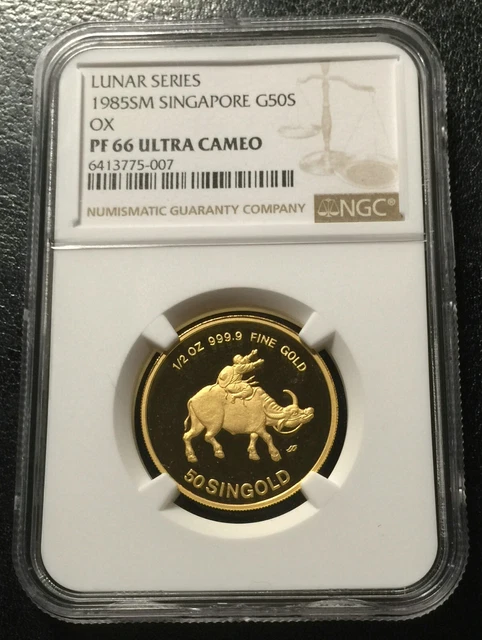 LUNAR SERIES
1985SM SINGAPORE G50S
OX
PF 66 ULTRA CAMEO
6413775-007
NUMISMATIC GUARANTY COMPANY
NGC®
1/2 OZ 999.9 FINE GOLD
50 SINGOLD